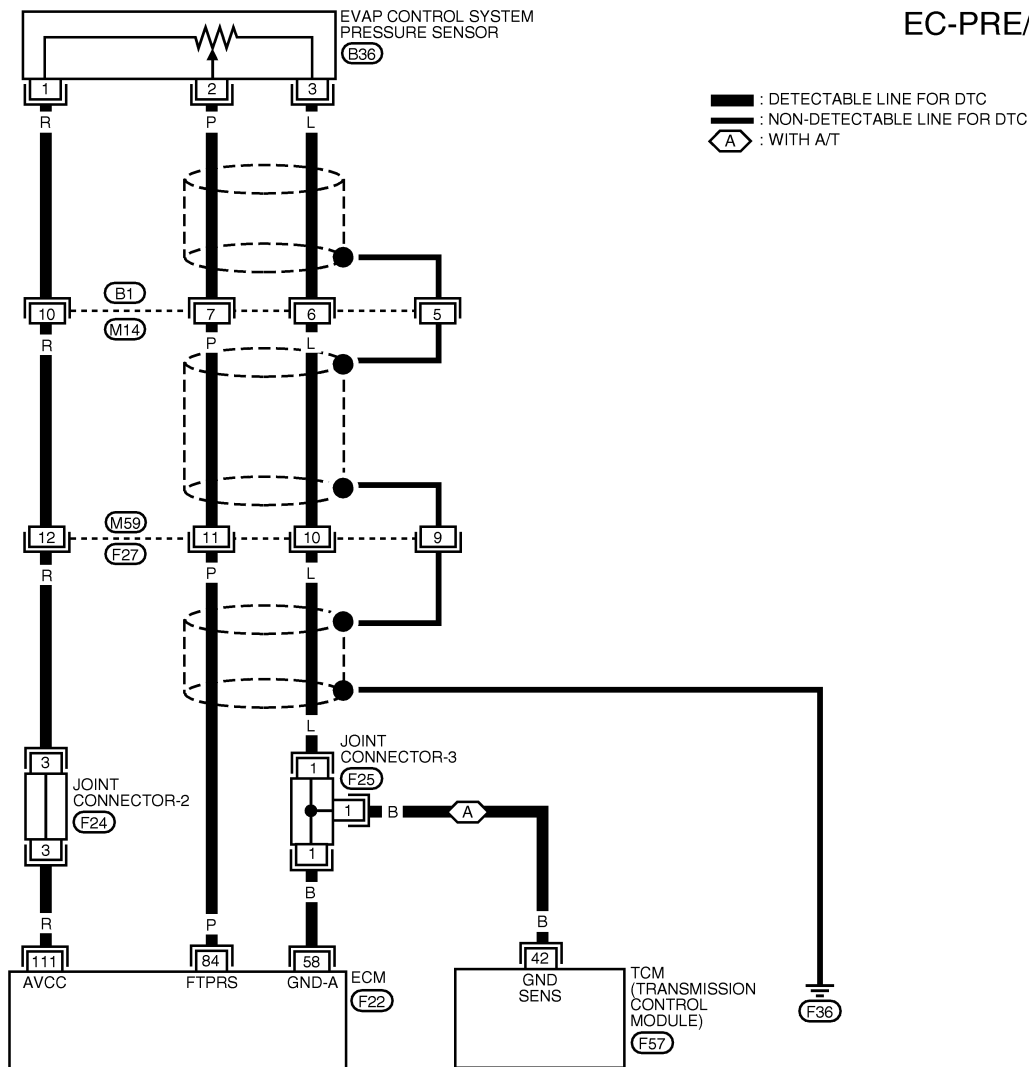 EVAP CONTROL SYSTEM
PRESSURE SENSOR
B36
EC-PRE/
1 2 3
R P L
: DETECTABLE LINE FOR DTC
: NON-DETECTABLE LINE FOR DTC
A : WITH A/T
B1
10 7 6 5
M14
R P L
M59
12 11 10 9
F27
R P L
L
JOINT
CONNECTOR-3
F25
3 1
JOINT
CONNECTOR-2
F24
1 B A
3 1
B
R P B
111 84 58 42
AVCC FTPRS GND-A
ECM
F22
GND
SENS
TCM
(TRANSMISSION
CONTROL
MODULE)
F57
F36